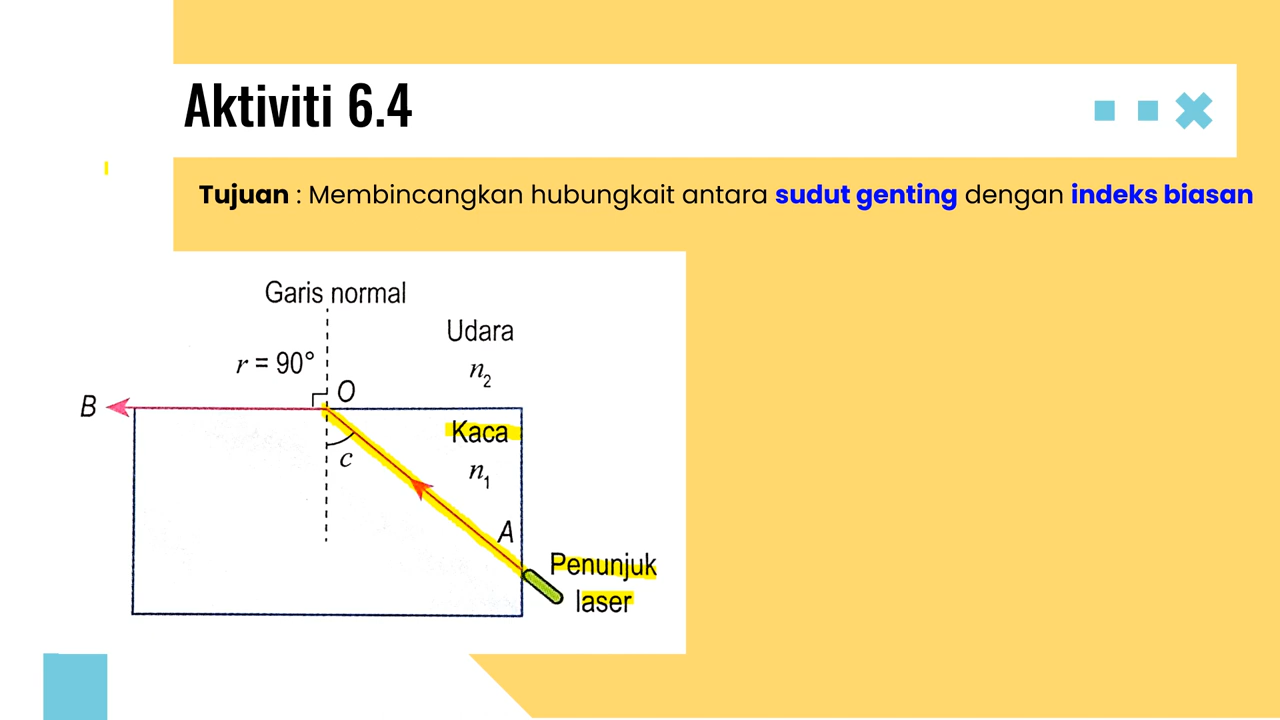 Aktiviti 6.4
Tujuan : Membincangkan hubungkait antara sudut genting dengan indeks biasan
Garis normal
Udara
r = 90°
n₂
O
B
Kaca
c
n₁
A
Penunjuk
laser